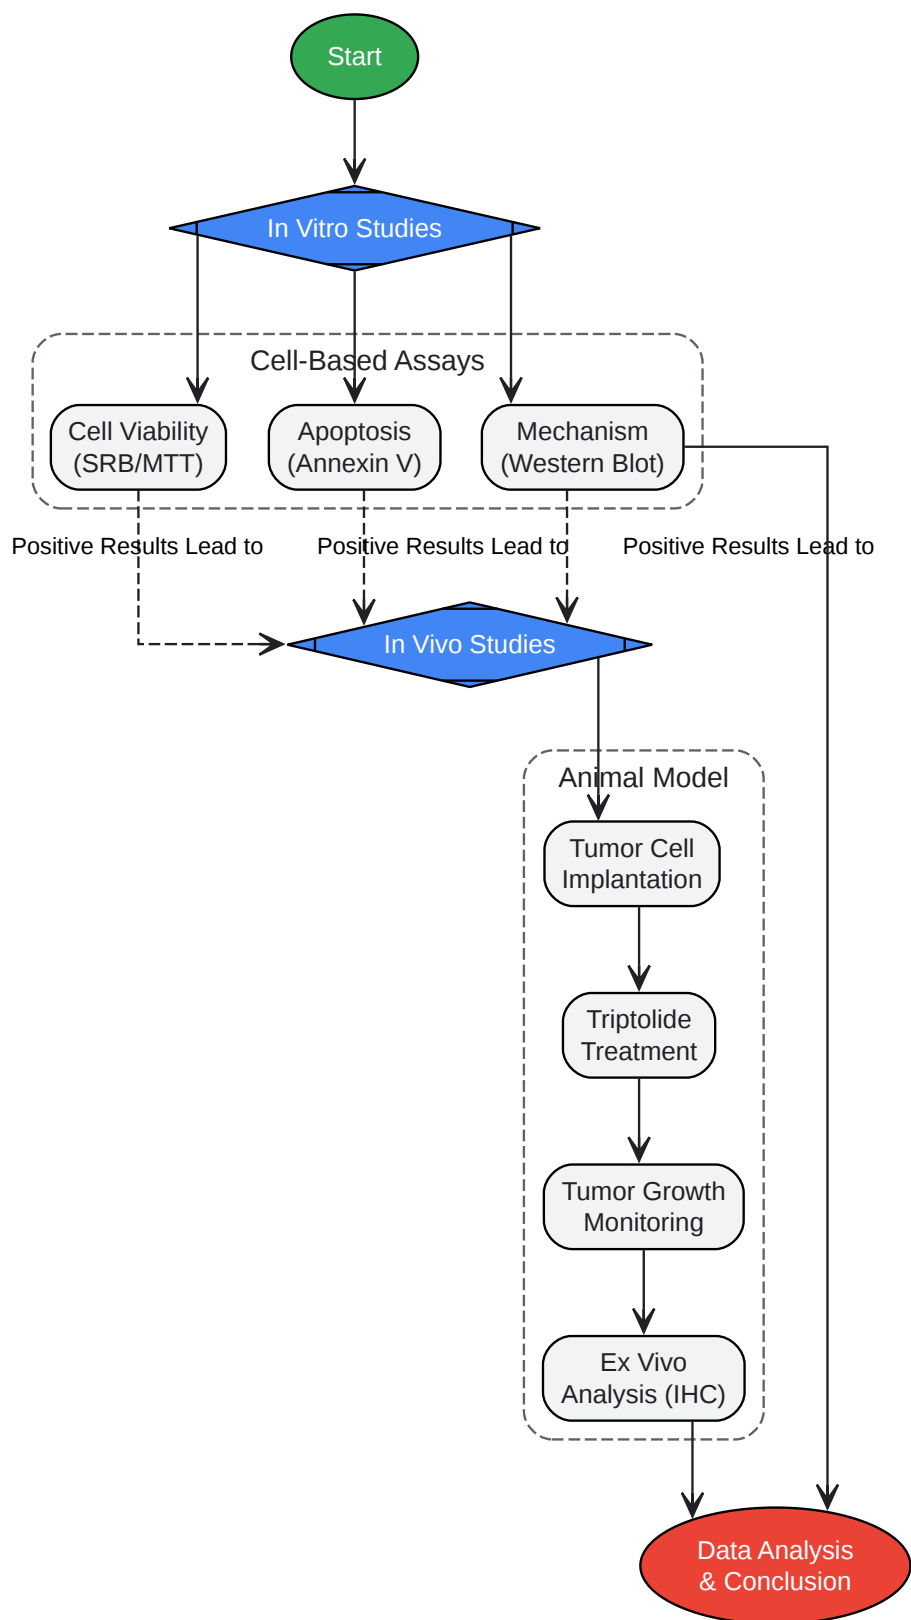 Start
In Vitro Studies
Cell-Based Assays
Cell Viability
(SRB/MTT)
Apoptosis
(Annexin V)
Mechanism
(Western Blot)
Positive Results Lead to
Positive Results Lead to
Positive Results Lead to
In Vivo Studies
Animal Model
Tumor Cell
Implantation
Triptolide
Treatment
Tumor Growth
Monitoring
Ex Vivo
Analysis (IHC)
Data Analysis
& Conclusion